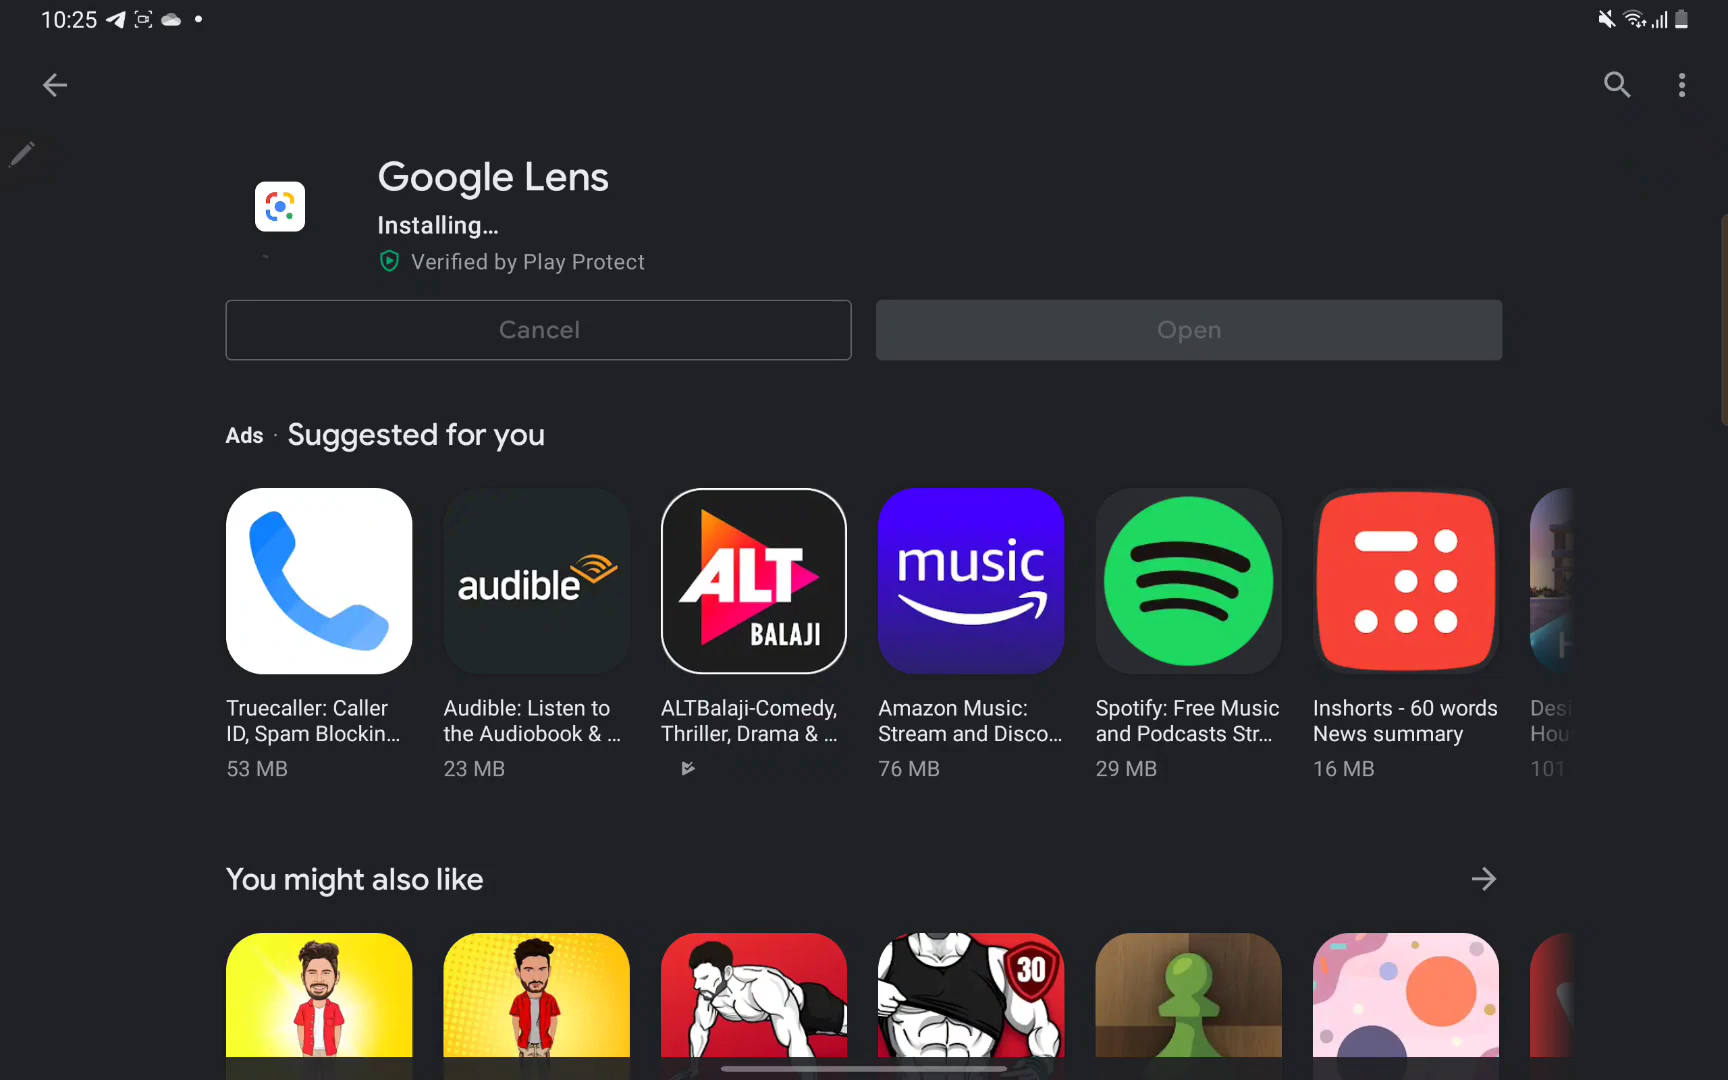 10:25
Google Lens
Installing...
Verified by Play Protect
Cancel
Open
Ads · Suggested for you
audible
ALT
BALAJI
music
Truecaller: Caller
ID, Spam Blockin...
53 MB
Audible: Listen to
the Audiobook & ...
23 MB
ALTBalaji-Comedy,
Thriller, Drama & ...
Amazon Music:
Stream and Disco...
76 MB
Spotify: Free Music
and Podcasts Str...
29 MB
Inshorts - 60 words
News summary
16 MB
101
You might also like
30